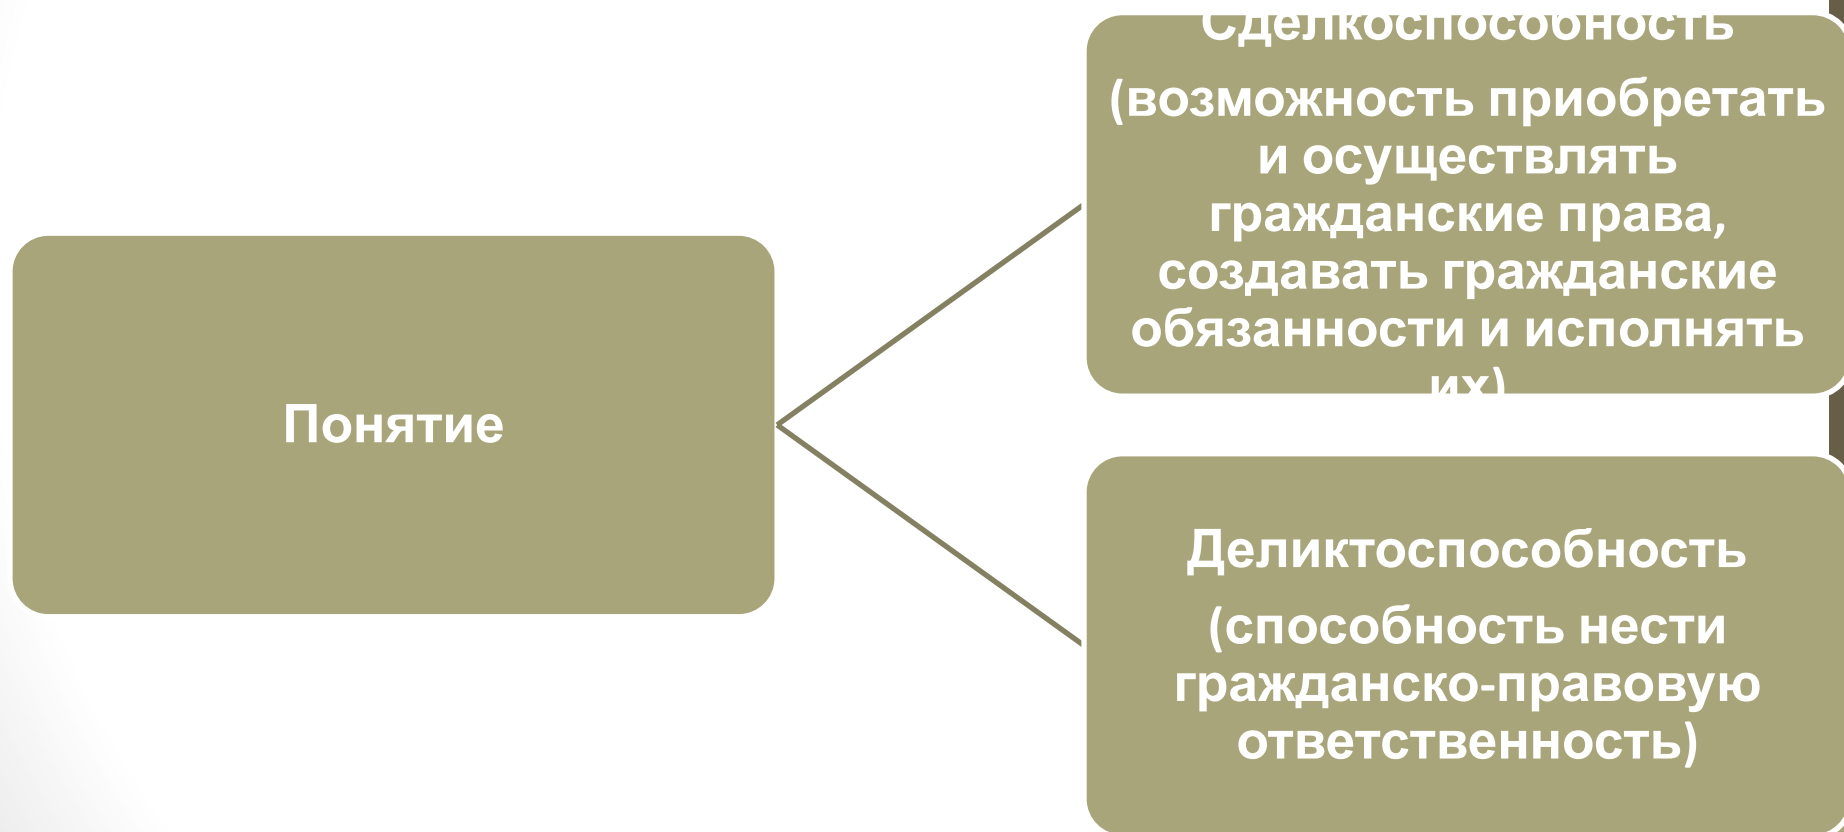 Понятие
Сделкоспособность
(возможность приобретать
и осуществлять
гражданские права,
создавать гражданские
обязанности и исполнять
их)
Деликтоспособность
(способность нести
гражданско-правовую
ответственность)